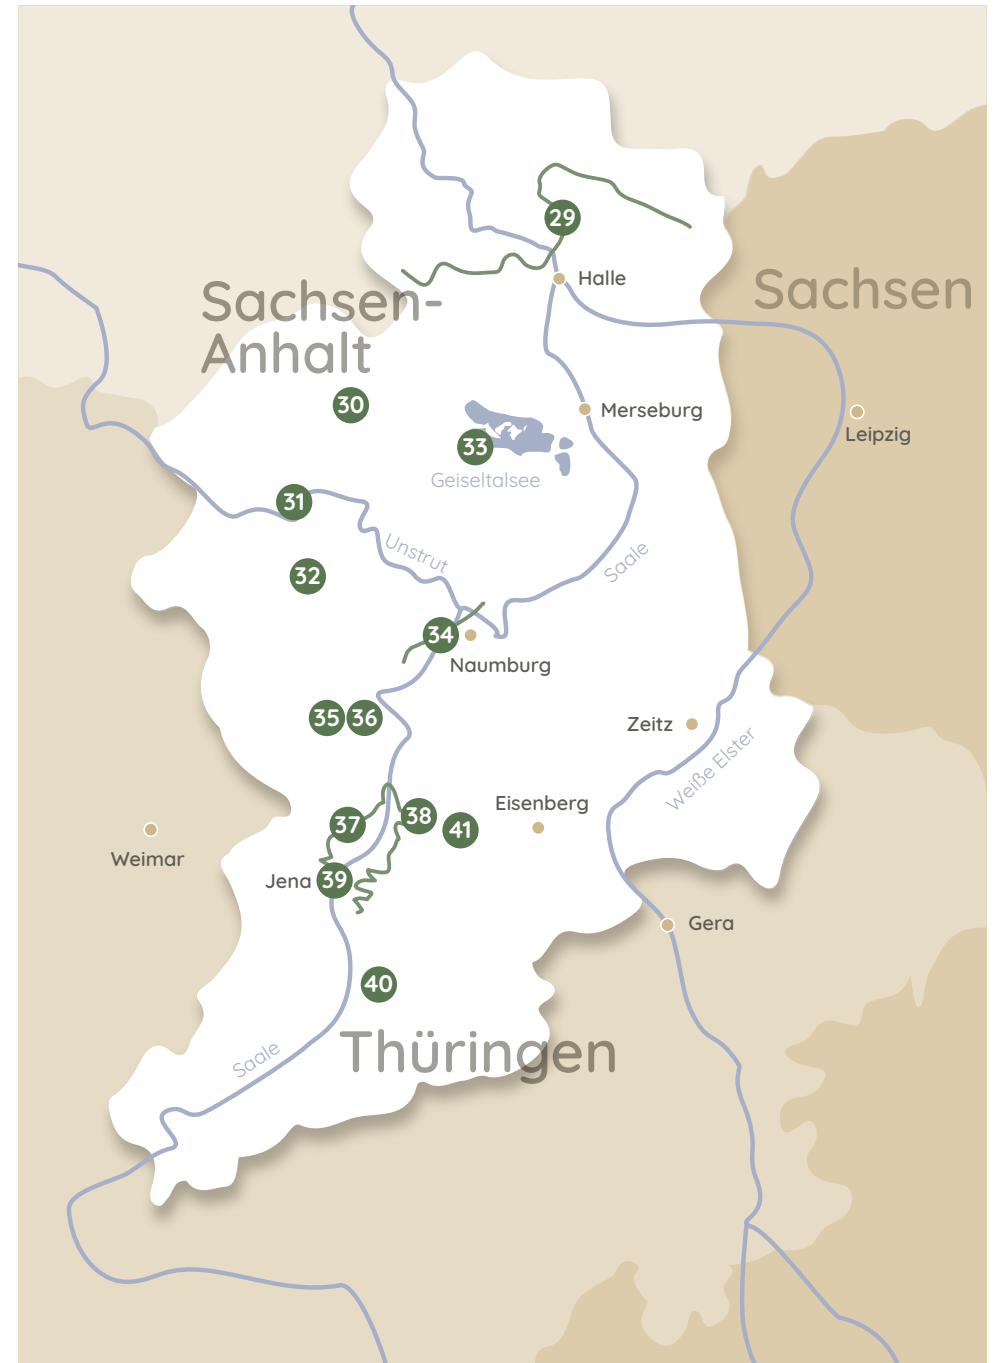 29
Halle
Sachsen
Sachsen-
Anhalt
30
Merseburg
Leipzig
33
Geiseltalsee
31
Unstrut
Saale
32
34
Naumburg
35
36
Zeitz
Weiße Elster
Eisenberg
37
38
41
Weimar
Jena
39
Gera
40
Thüringen
Saale